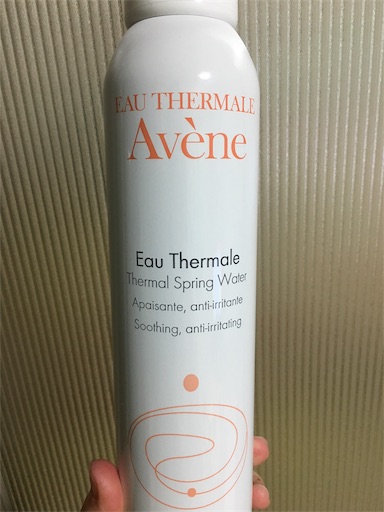 EAU THERMALE
Avène
Eau Thermale
Thermal Spring Water
Apaisante, anti-irritante
Soothing, anti-irritating